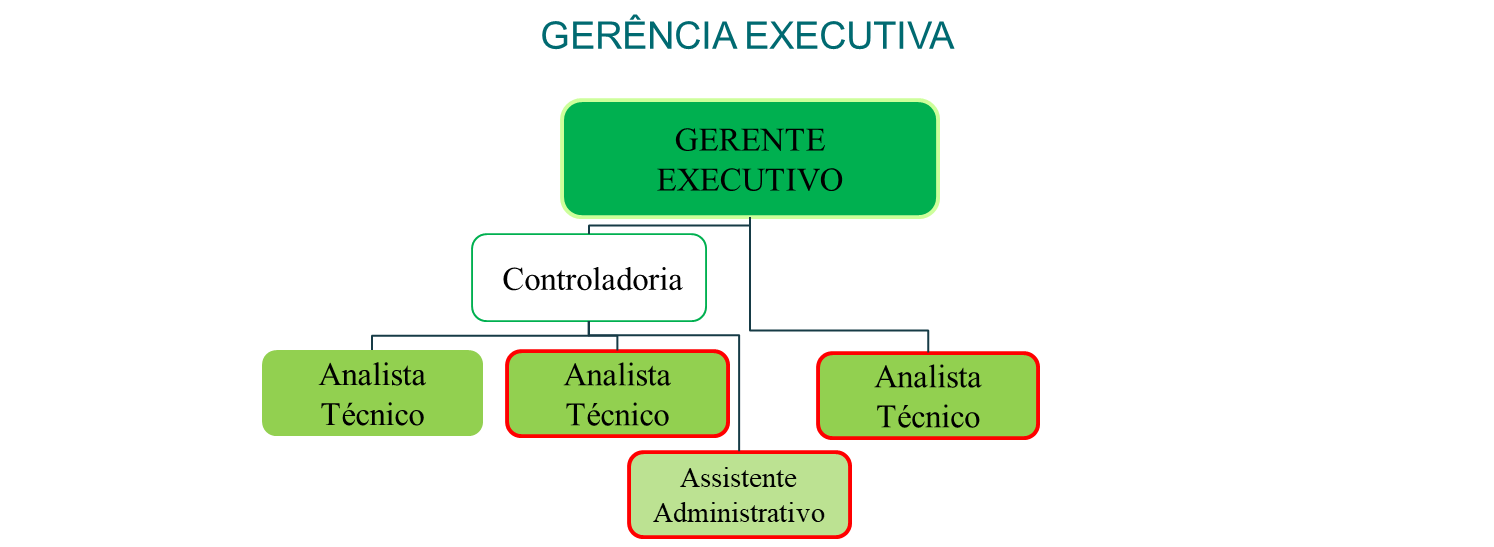 GERÊNCIA EXECUTIVA
GERENTE
EXECUTIVO
Controladoria
Analista
Técnico
Analista
Técnico
Analista
Técnico
Assistente
Administrativo